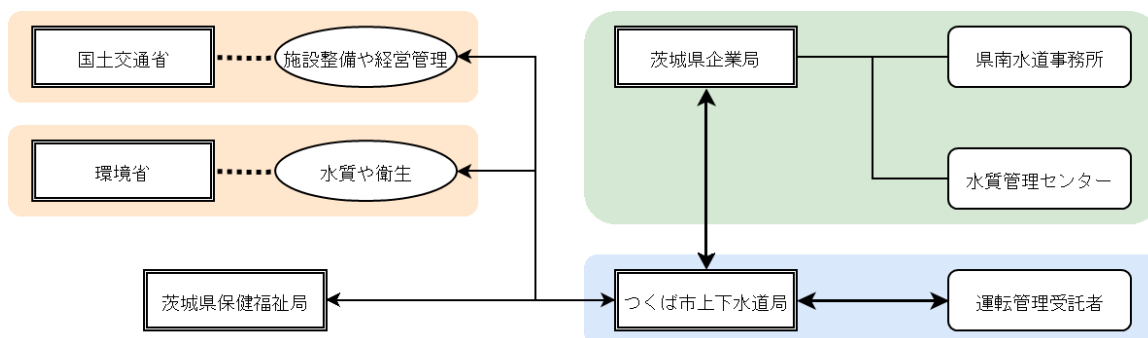 国土交通省
施設整備や経営管理
茨城県企業局
県南水道事務所
環境省
水質や衛生
水質管理センター
茨城県保健福祉局
つくば市上下水道局
運転管理受託者